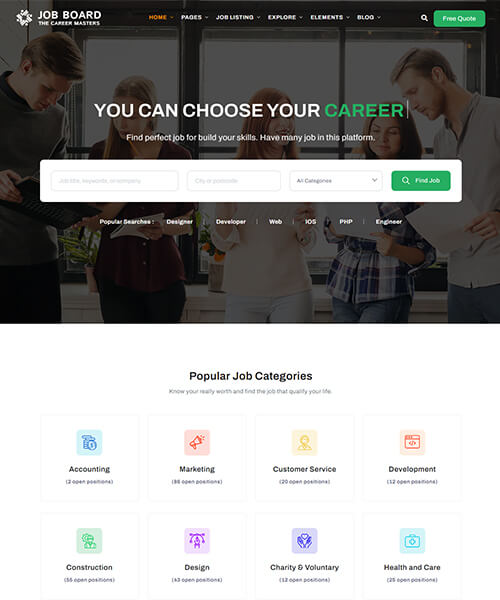 JOB BOARD
THE CAREER MASTERS
HOME PAGES JOB LISTING EXPLORE ELEMENTS BLOG
Free Quote
YOU CAN CHOOSE YOUR CAREER
Find perfect job for build your skills. Have many job in this platform.
Job title, keywords, or company
City or postcode
All Categories
Find Job
Popular Searches : Designer Developer Web IOS PHP Engineer
Popular Job Categories
Know your really worth and find the job that qualify your life.
Accounting
(2 open positions)
Marketing
(86 open positions)
Customer Service
(20 open positions)
Development
(12 open positions)
Construction
(55 open positions)
Design
(43 open positions)
Charity & Voluntary
(12 open positions)
Health and Care
(25 open positions)